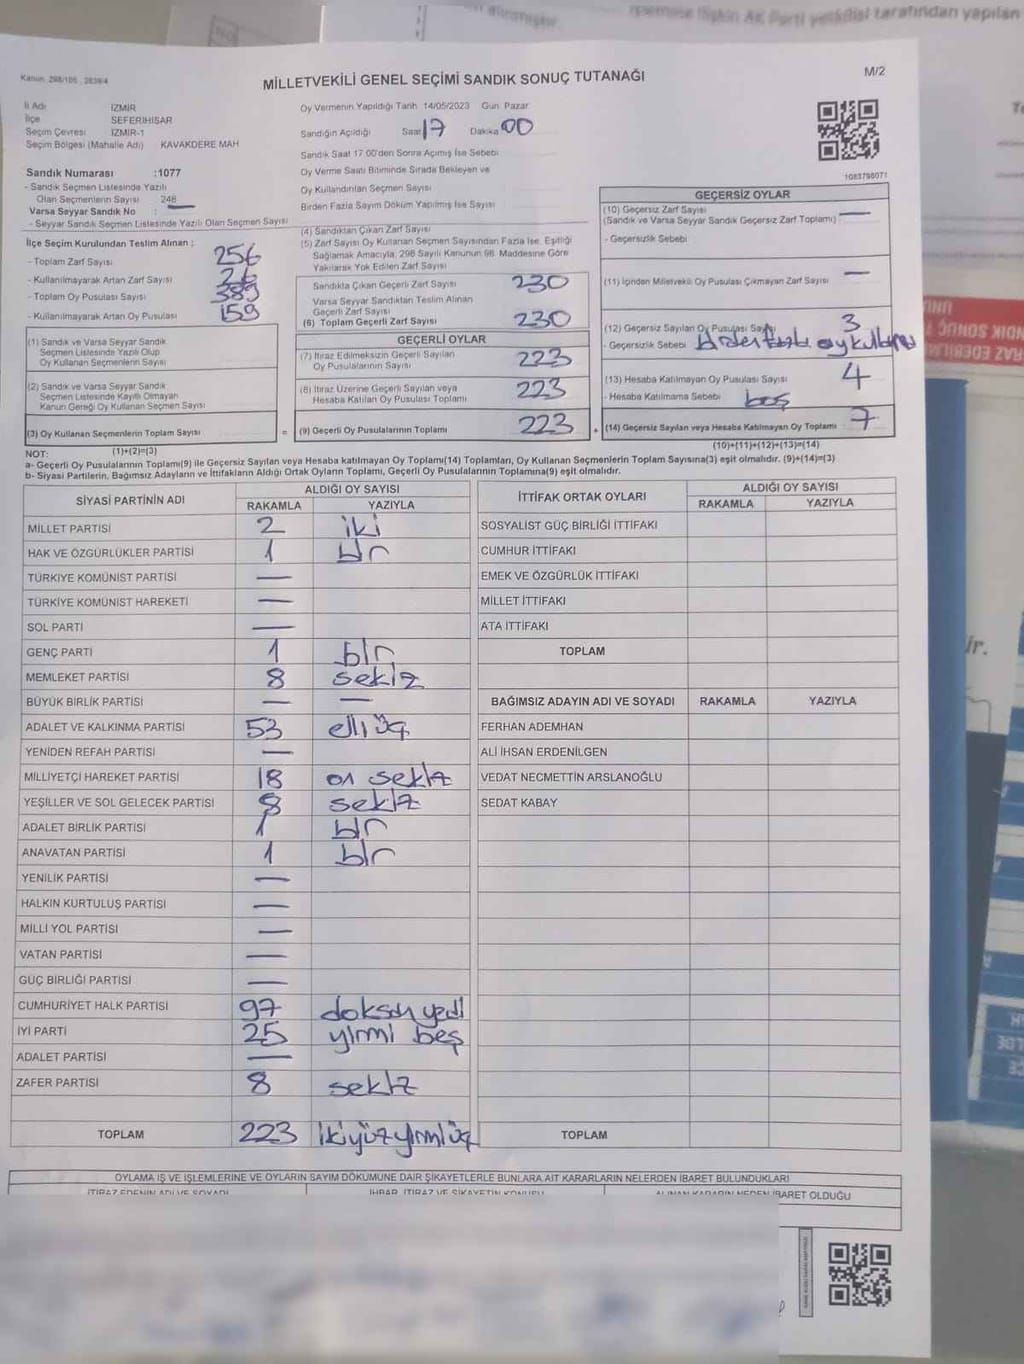 rpetmese ilişkin AK Parti yetkilisi tarafından yapılan
Kanun: 298/105 , 2839/4
MİLLETVEKİLİ GENEL SEÇİMİ SANDIK SONUÇ TUTANAĞI
M/2
İl Adı İZMİR
İlçe SEFERİHİSAR
Seçim Çevresi İZMİR-1
Seçim Bölgesi (Mahalle Adı) KAVAKDERE MAH
Sandık Numarası :1077
- Sandık Seçmen Listesinde Yazılı
Olan Seçmenlerin Sayısı 248
Varsa Seyyar Sandık No :
- Seyyar Sandık Seçmen Listesinde Yazılı Olan Seçmen Sayısı
İlçe Seçim Kurulundan Teslim Alınan :
- Toplam Zarf Sayısı 256
- Kullanılmayarak Artan Zarf Sayısı 26
- Toplam Oy Pusulası Sayısı 389
- Kullanılmayarak Artan Oy Pusulası 159
(1) Sandık ve Varsa Seyyar Sandık
Seçmen Listesinde Yazılı Olup
Oy Kullanan Seçmenlerin Sayısı
(2) Sandık ve Varsa Seyyar Sandık
Seçmen Listesinde Kayıtlı Olmayan
Kanun Gereği Oy Kullanan Seçmen Sayısı
(3) Oy Kullanan Seçmenlerin Toplam Sayısı
(1)+(2)=(3)
Oy Vermenin Yapıldığı Tarih 14/05/2023 Gün: Pazar
Sandığın Açıldığı Saat 17 Dakika 00
Sandık Saat 17:00'den Sonra Açılmış İse Sebebi
Oy Verme Saati Bitiminde Sırada Bekleyen ve
Oy Kullandırılan Seçmen Sayısı
Birden Fazla Sayım Döküm Yapılmış İse Sayısı
(4) Sandıktan Çıkan Zarf Sayısı
(5) Zarf Sayısı Oy Kullanan Seçmen Sayısından Fazla İse, Eşitliği
Sağlamak Amacıyla, 298 Sayılı Kanunun 98. Maddesine Göre
Yakılarak Yok Edilen Zarf Sayısı
Sandıkta Çıkan Geçerli Zarf Sayısı 230
Varsa Seyyar Sandıktan Teslim Alınan
Geçerli Zarf Sayısı
(6) Toplam Geçerli Zarf Sayısı 230
GEÇERLİ OYLAR
(7) İtiraz Edilmeksizin Geçerli Sayılan
Oy Pusulalarının Sayısı 223
(8) İtiraz Üzerine Geçerli Sayılan veya
Hesaba Katılan Oy Pusulası Toplamı 223
= (9) Geçerli Oy Pusulalarının Toplamı 223
1083798071
GEÇERSİZ OYLAR
(10) Geçersiz Zarf Sayısı —
(Sandık ve Varsa Seyyar Sandık Geçersiz Zarf Toplamı)
- Geçersizlik Sebebi
(11) İçinden Milletvekili Oy Pusulası Çıkmayan Zarf Sayısı —
(12) Geçersiz Sayılan Oy Pusulası Sayısı 3
- Geçersizlik Sebebi
(13) Hesaba Katılmayan Oy Pusulası Sayısı 4
- Hesaba Katılmama Sebebi boş
+ (14) Geçersiz Sayılan veya Hesaba Katılmayan Oy Toplamı 7
(10)+(11)+(12)+(13)=(14)
NOT:
a- Geçerli Oy Pusulalarının Toplamı(9) ile Geçersiz Sayılan veya Hesaba katılmayan Oy Toplamı(14) Toplamları, Oy Kullanan Seçmenlerin Toplam Sayısına(3) eşit olmalıdır. (9)+(14)=(3)
b- Siyasi Partilerin, Bağımsız Adayların ve İttifakların Aldığı Ortak Oyların Toplamı, Geçerli Oy Pusulalarının Toplamına(9) eşit olmalıdır.
SİYASİ PARTİNİN ADI ALDIĞI OY SAYISI
RAKAMLA YAZIYLA
MİLLET PARTİSİ 2 iki
HAK VE ÖZGÜRLÜKLER PARTİSİ 1 bir
TÜRKİYE KOMÜNİST PARTİSİ —
TÜRKİYE KOMÜNİST HAREKETİ —
SOL PARTİ —
GENÇ PARTİ 1 bir
MEMLEKET PARTİSİ 8 sekiz
BÜYÜK BİRLİK PARTİSİ — —
ADALET VE KALKINMA PARTİSİ 53 elli üç
YENİDEN REFAH PARTİSİ —
MİLLİYETÇİ HAREKET PARTİSİ 18 on sekiz
YEŞİLLER VE SOL GELECEK PARTİSİ 8 sekiz
ADALET BİRLİK PARTİSİ 1 bir
ANAVATAN PARTİSİ 1 bir
YENİLİK PARTİSİ —
HALKIN KURTULUŞ PARTİSİ —
MİLLİ YOL PARTİSİ —
VATAN PARTİSİ —
GÜÇ BİRLİĞİ PARTİSİ —
CUMHURİYET HALK PARTİSİ 97 doksan yedi
İYİ PARTİ 25 yirmi beş
ADALET PARTİSİ —
ZAFER PARTİSİ 8 sekiz
TOPLAM 223 ikiyüz yirmi üç
İTTİFAK ORTAK OYLARI ALDIĞI OY SAYISI
RAKAMLA YAZIYLA
SOSYALİST GÜÇ BİRLİĞİ İTTİFAKI
CUMHUR İTTİFAKI
EMEK VE ÖZGÜRLÜK İTTİFAKI
MİLLET İTTİFAKI
ATA İTTİFAKI
TOPLAM
BAĞIMSIZ ADAYIN ADI VE SOYADI RAKAMLA YAZIYLA
FERHAN ADEMHAN
ALİ İHSAN ERDENİLGEN
VEDAT NECMETTİN ARSLANOĞLU
SEDAT KABAY
TOPLAM
OYLAMA İŞ VE İŞLEMLERİNE VE OYLARIN SAYIM DÖKÜMÜNE DAİR ŞİKAYETLERLE BUNLARA AİT KARARLARIN NELERDEN İBARET BULUNDUKLARI
İTİRAZ EDENİN ADI VE SOYADI İHBAR, İTİRAZ VE ŞİKAYETİN KONUSU ALINAN KARARIN NEDEN İBARET OLDUĞU